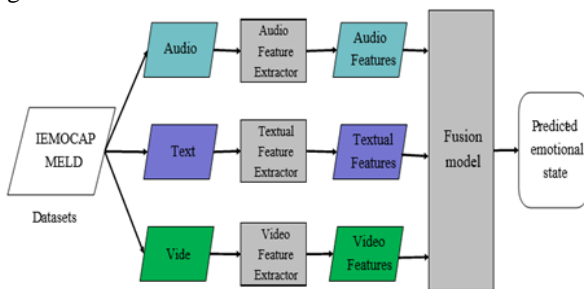 Audio
Audio
Feature
Extractor
Audio
Features
IEMOCAP
MELD
Datasets
Text
Textual
Feature
Extractor
Textual
Features
Fusion
model
Predicted
emotional
state
Vide
Video
Feature
Extractor
Video
Features